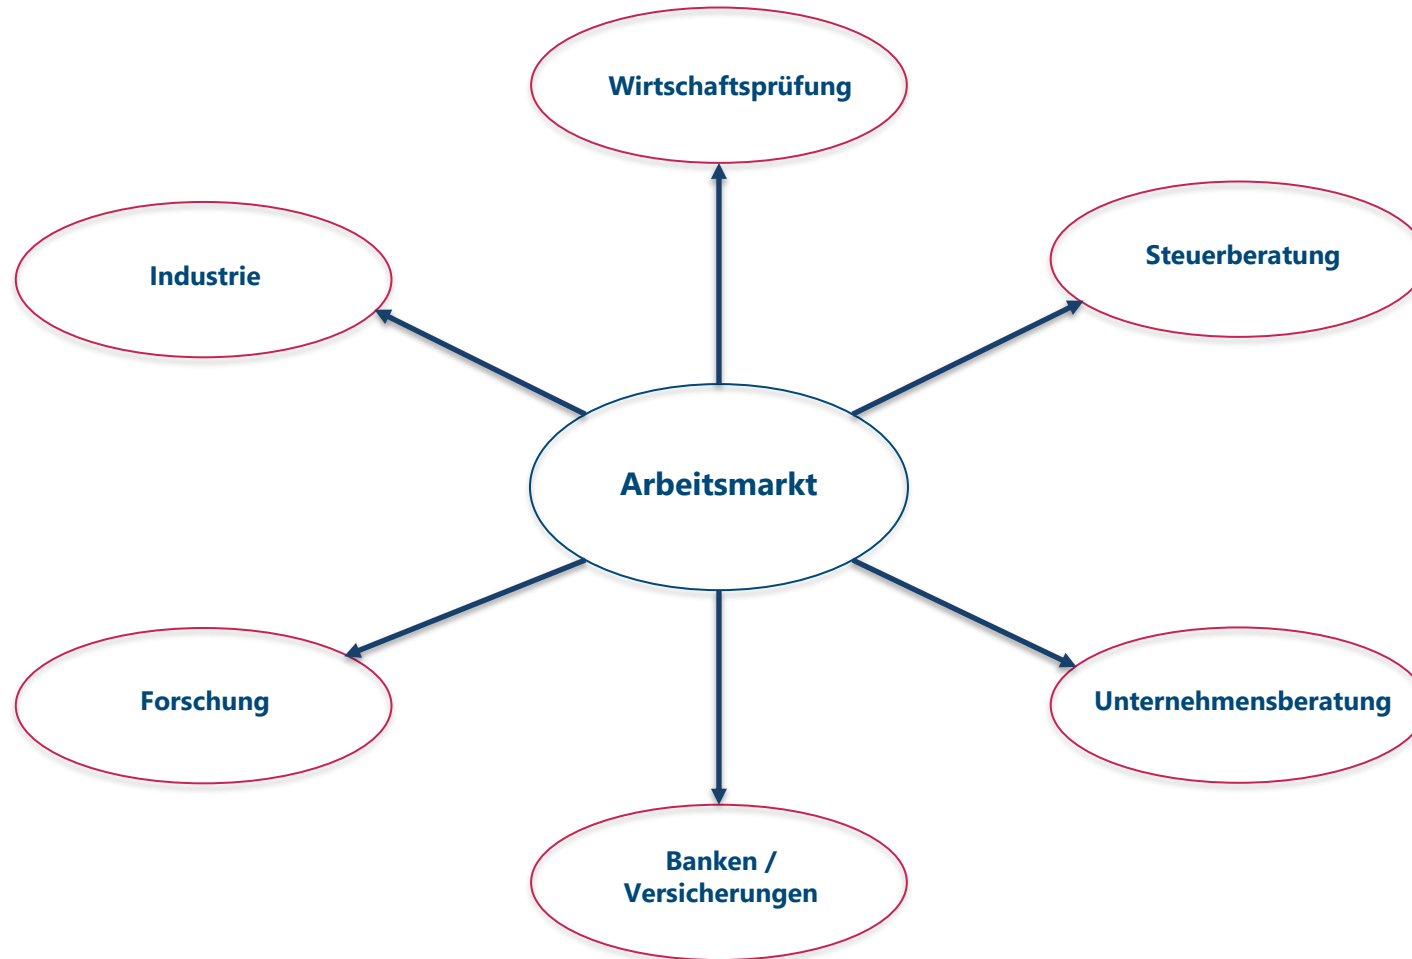 Wirtschaftsprüfung
Steuerberatung
Industrie
Arbeitsmarkt
Forschung
Unternehmensberatung
Banken /
Versicherungen